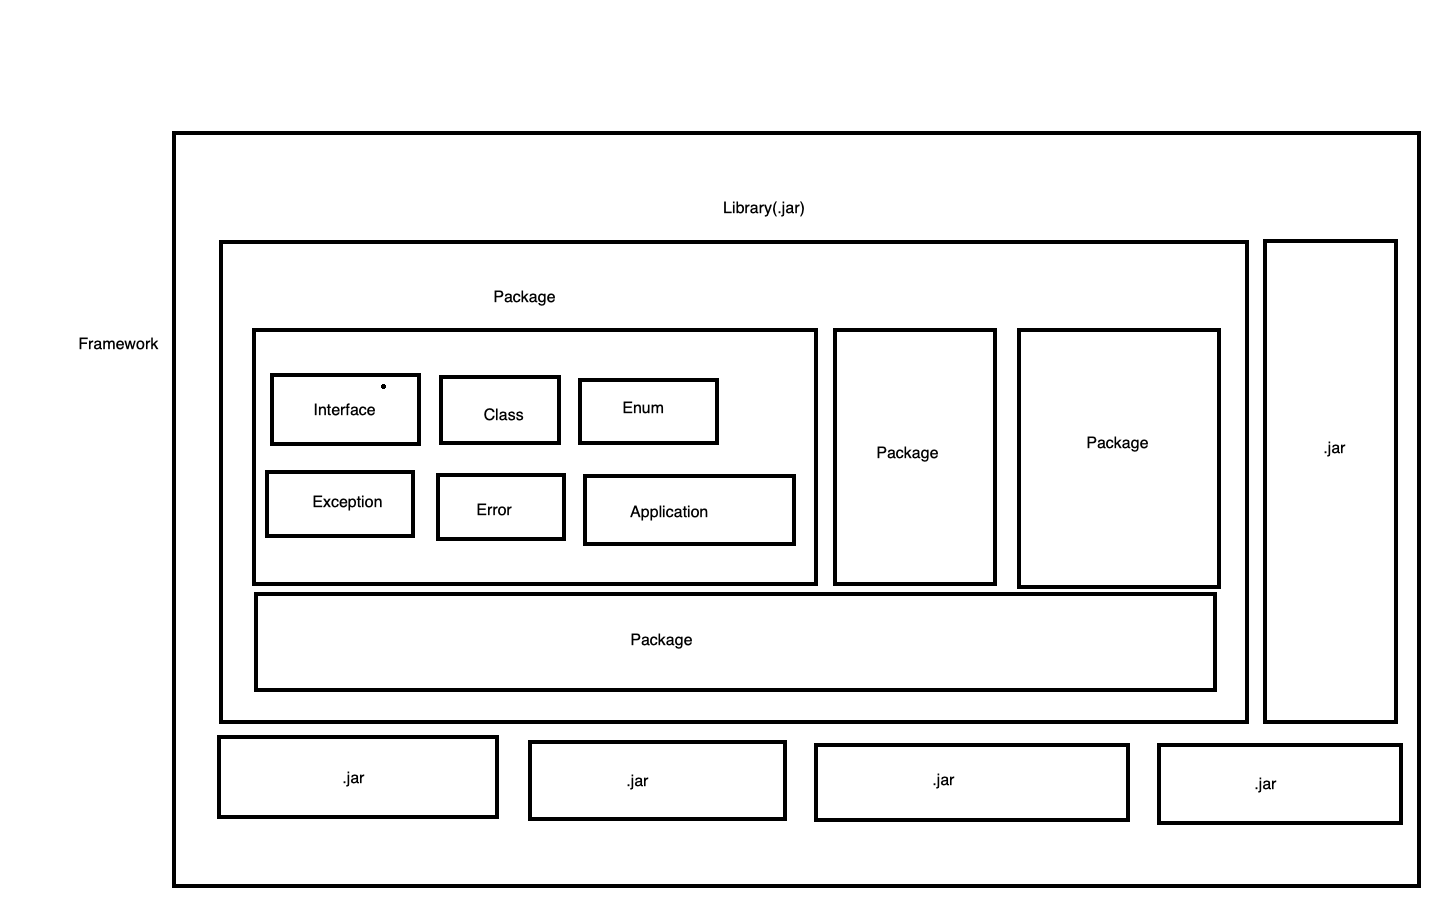 Library(.jar)
Package
Framework
Interface
Class
Enum
Package
Package
.jar
Exception
Error
Application
Package
.jar
.jar
.jar
.jar